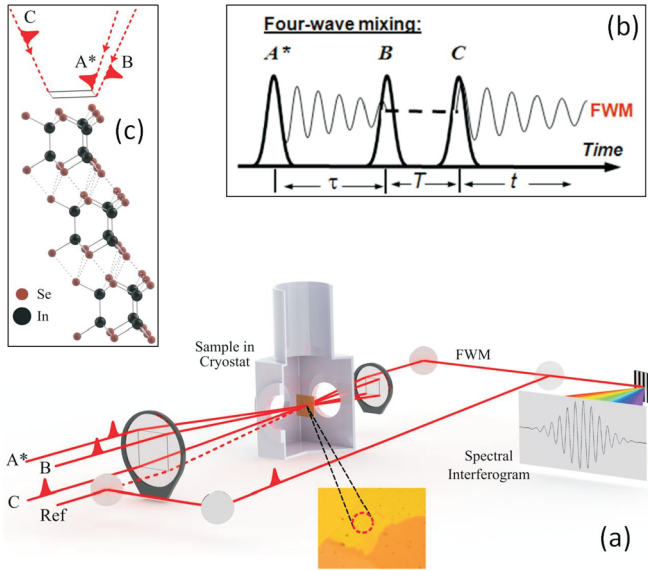 C
A*
B
(c)
Se
In
Four-wave mixing:
(b)
A*
B
C
FWM
Time
τ
T
t
Sample in
Cryostat
FWM
A*
B
C
Ref
Spectral
Interferogram
(a)